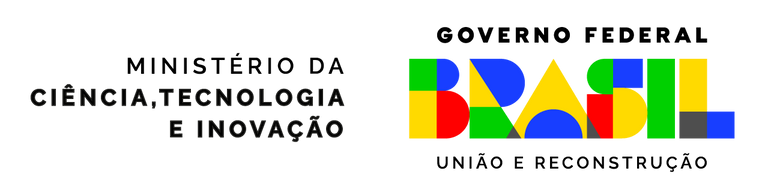 MINISTÉRIO DA
CIÊNCIA,TECNOLOGIA
E INOVAÇÃO
GOVERNO FEDERAL
BRASIL
UNIÃO E RECONSTRUÇÃO